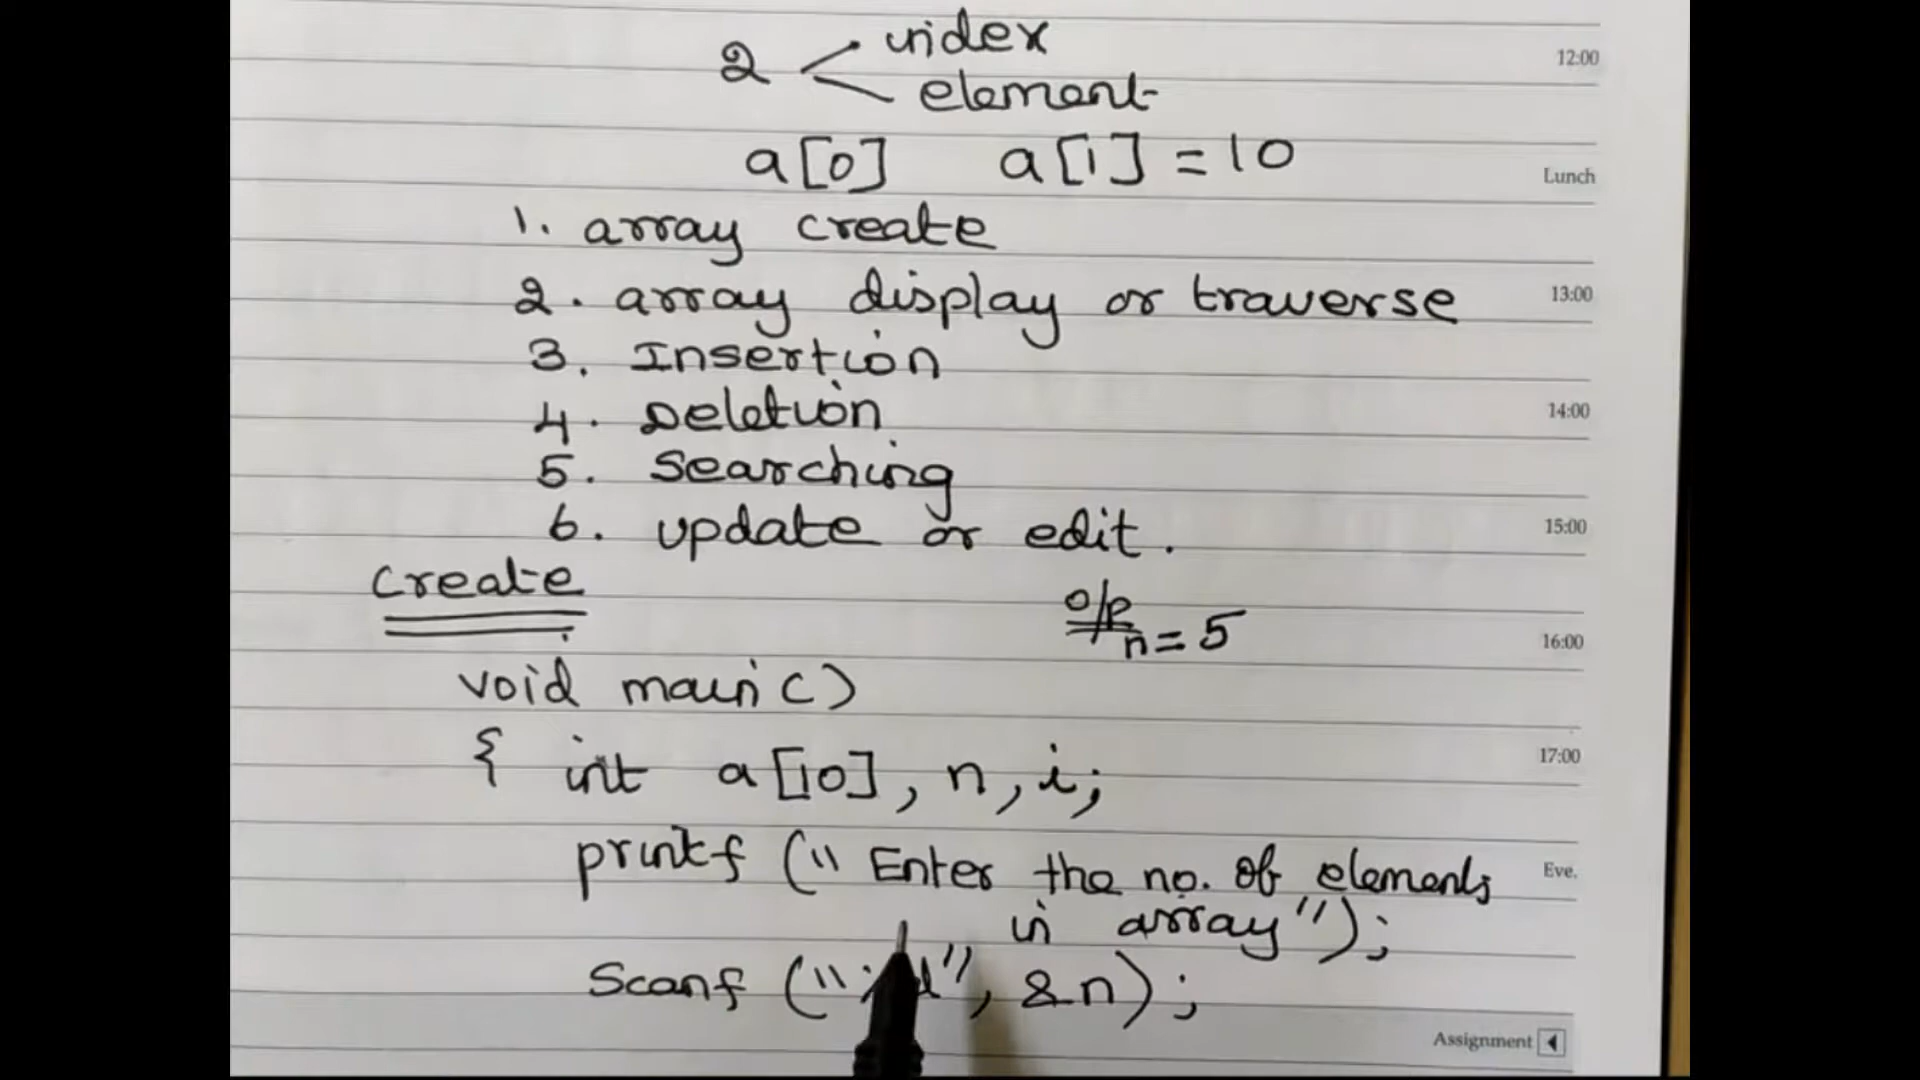 2 < index
element
12:00
a[0] a[1] = 10
Lunch
1. array create
2. array display or traverse
13:00
3. Insertion
4. Deletion
14:00
5. Searching
6. update or edit.
15:00
create
o/p
n = 5
16:00
void main()
{ int a[10], n, i;
17:00
printf ("Enter the no. of elements
Eve.
in array");
Scanf (" ", &n);
Assignment